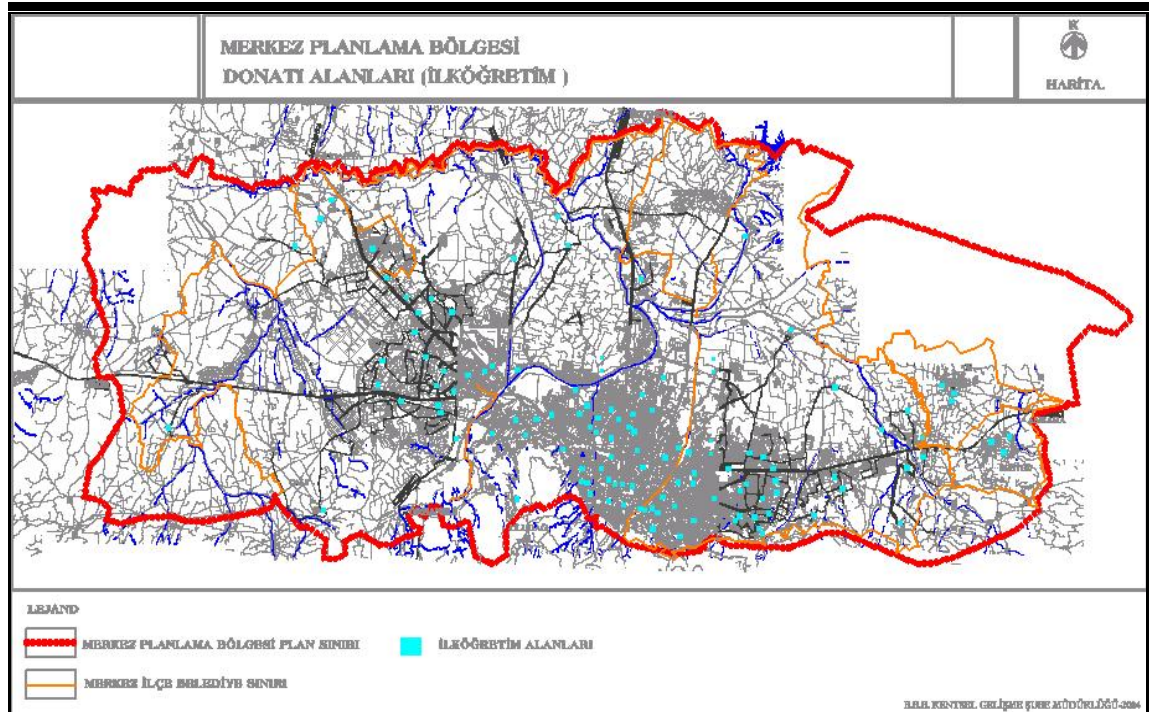 MERKEZ PLANLAMA BÖLGESİ
DONATI ALANLARI (İLKÖĞRETİM )
K
HARİTA.
LEJAND
MERKEZ PLANLAMA BÖLGESİ PLAN SINIRI
İLKÖĞRETİM ALANLARI
MERKEZ İLÇE BELEDİYE SINIRI
B.B.B. KENTSEL GELİŞME ŞUBE MÜDÜRLÜĞÜ-2004